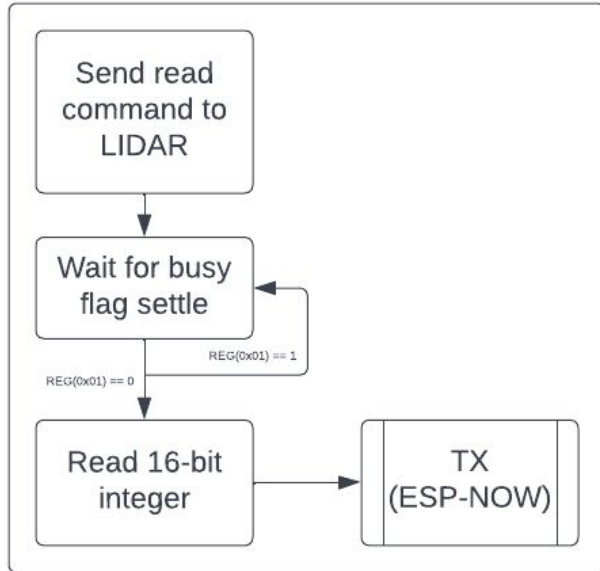 Send read
command to
LIDAR
Wait for busy
flag settle
REG(0x01) == 1
REG(0x01) == 0
Read 16-bit
integer
TX
(ESP-NOW)